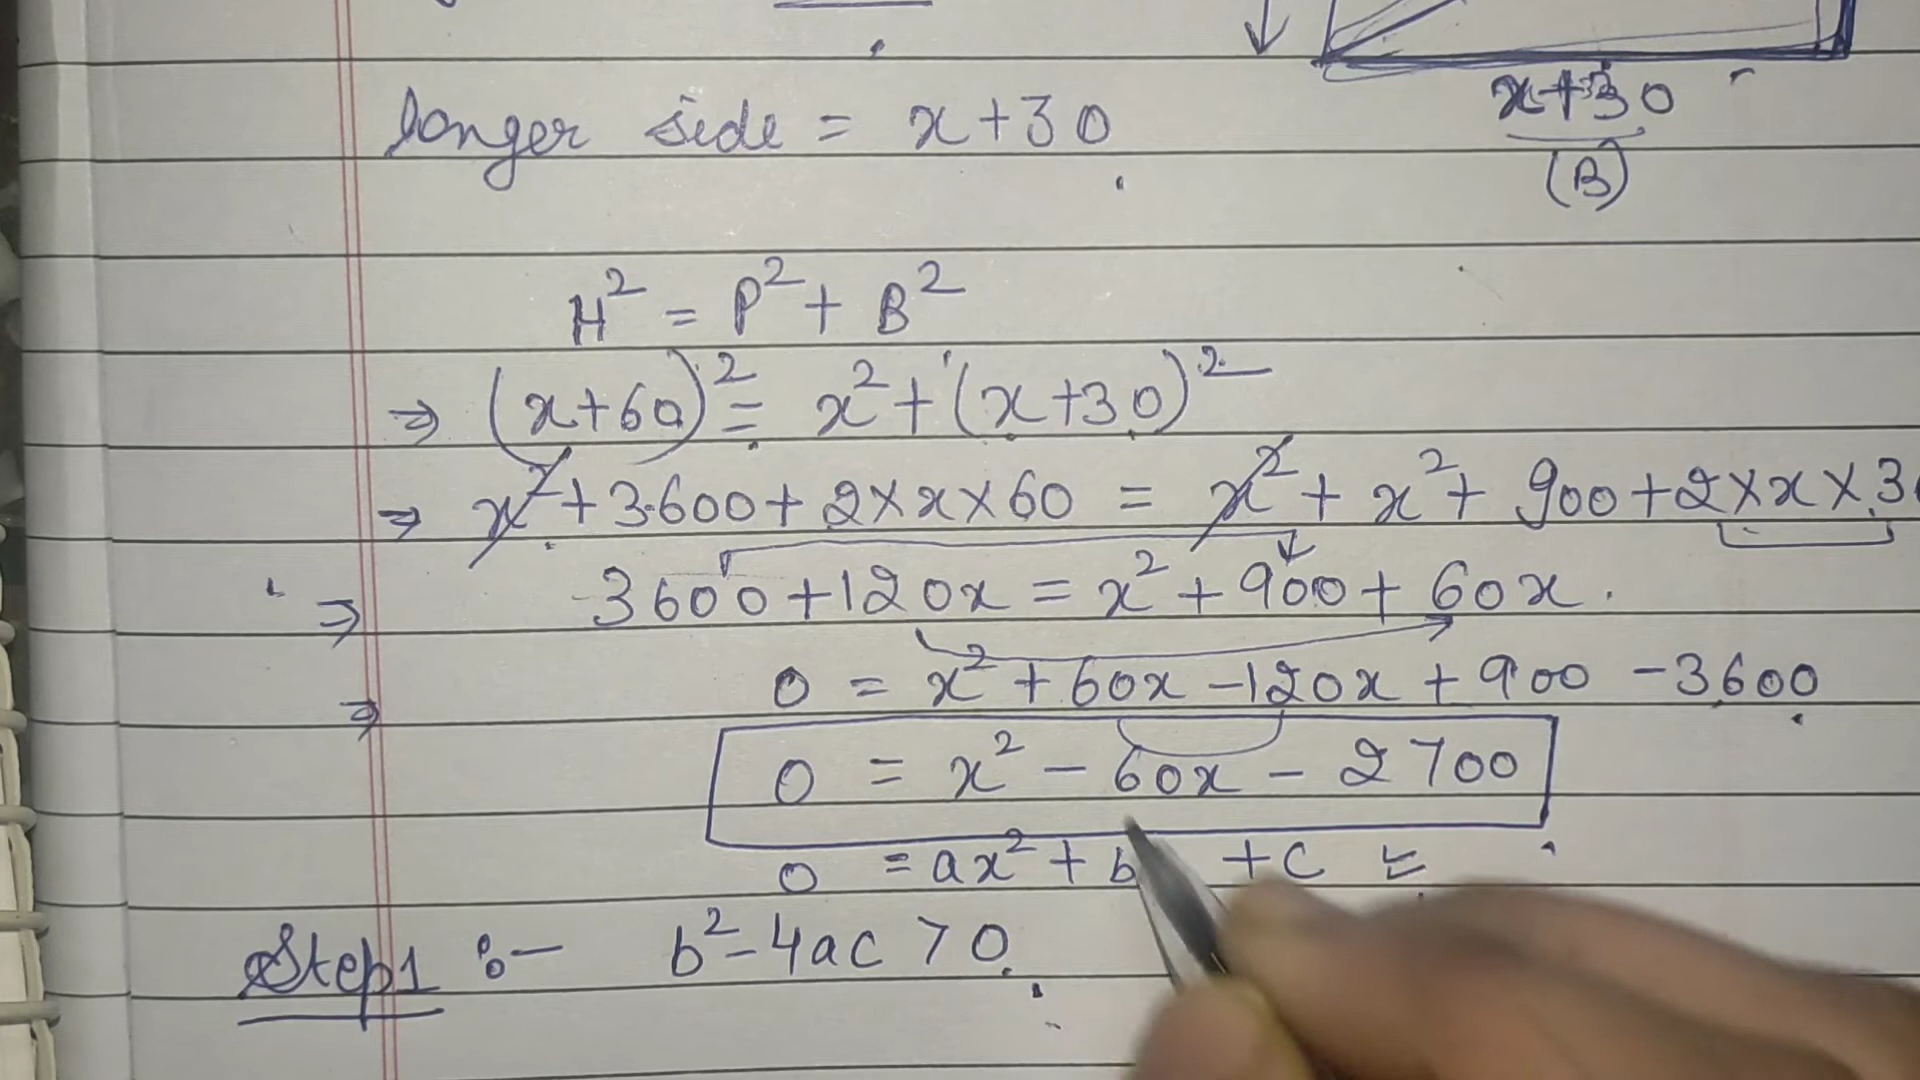 x+30
longer side = x+30
(B)
H² = P² + B²
⇒ (x+60)² = x² + (x+30)²
⇒ x² + 3600 + 2×x×60 = x² + x² + 900 + 2×x×3
⇒ 3600 + 120x = x² + 900 + 60x.
⇒ 0 = x² + 60x - 120x + 900 - 3600
0 = x² - 60x - 2700
0 = ax² + b + c =
Step1 :- b² - 4ac > 0